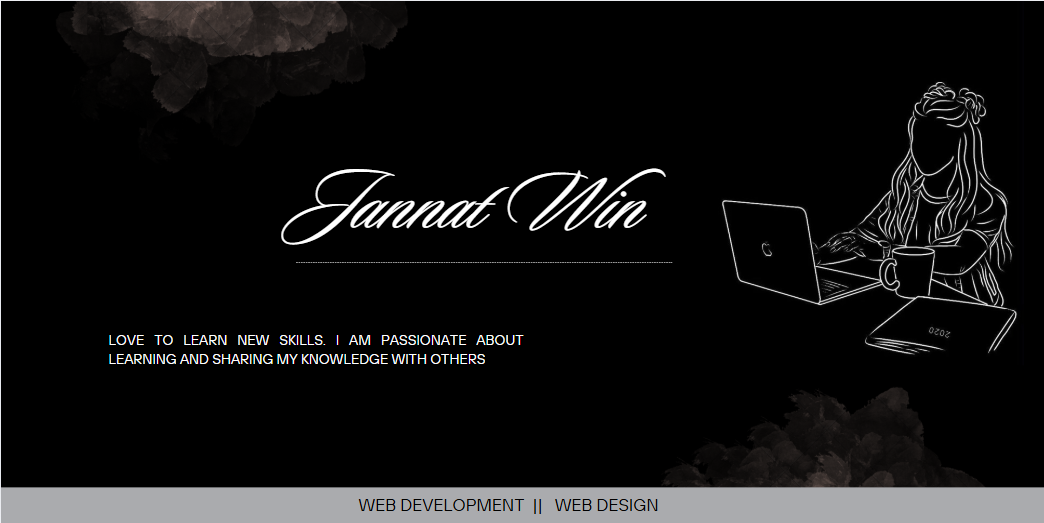 Jannat Win
LOVE TO LEARN NEW SKILLS. I AM PASSIONATE ABOUT
LEARNING AND SHARING MY KNOWLEDGE WITH OTHERS
2020
WEB DEVELOPMENT || WEB DESIGN